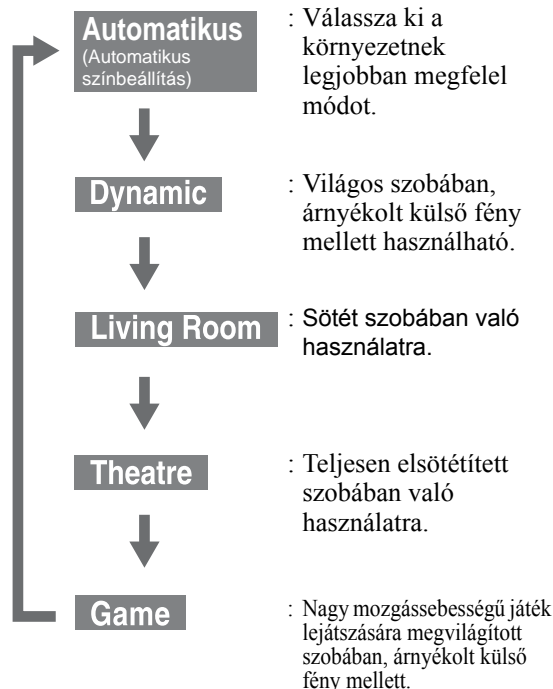 Automatikus
(Automatikus
színbeállítás)
: Válassza ki a
környezetnek
legjobban megfelel
módot.
Dynamic
: Világos szobában,
árnyékolt külső fény
mellett használható.
Living Room
: Sötét szobában való
használatra.
Theatre
: Teljesen elsötétített
szobában való
használatra.
Game
: Nagy mozgássebességű játék
lejátszására megvilágított
szobában, árnyékolt külső
fény mellett.